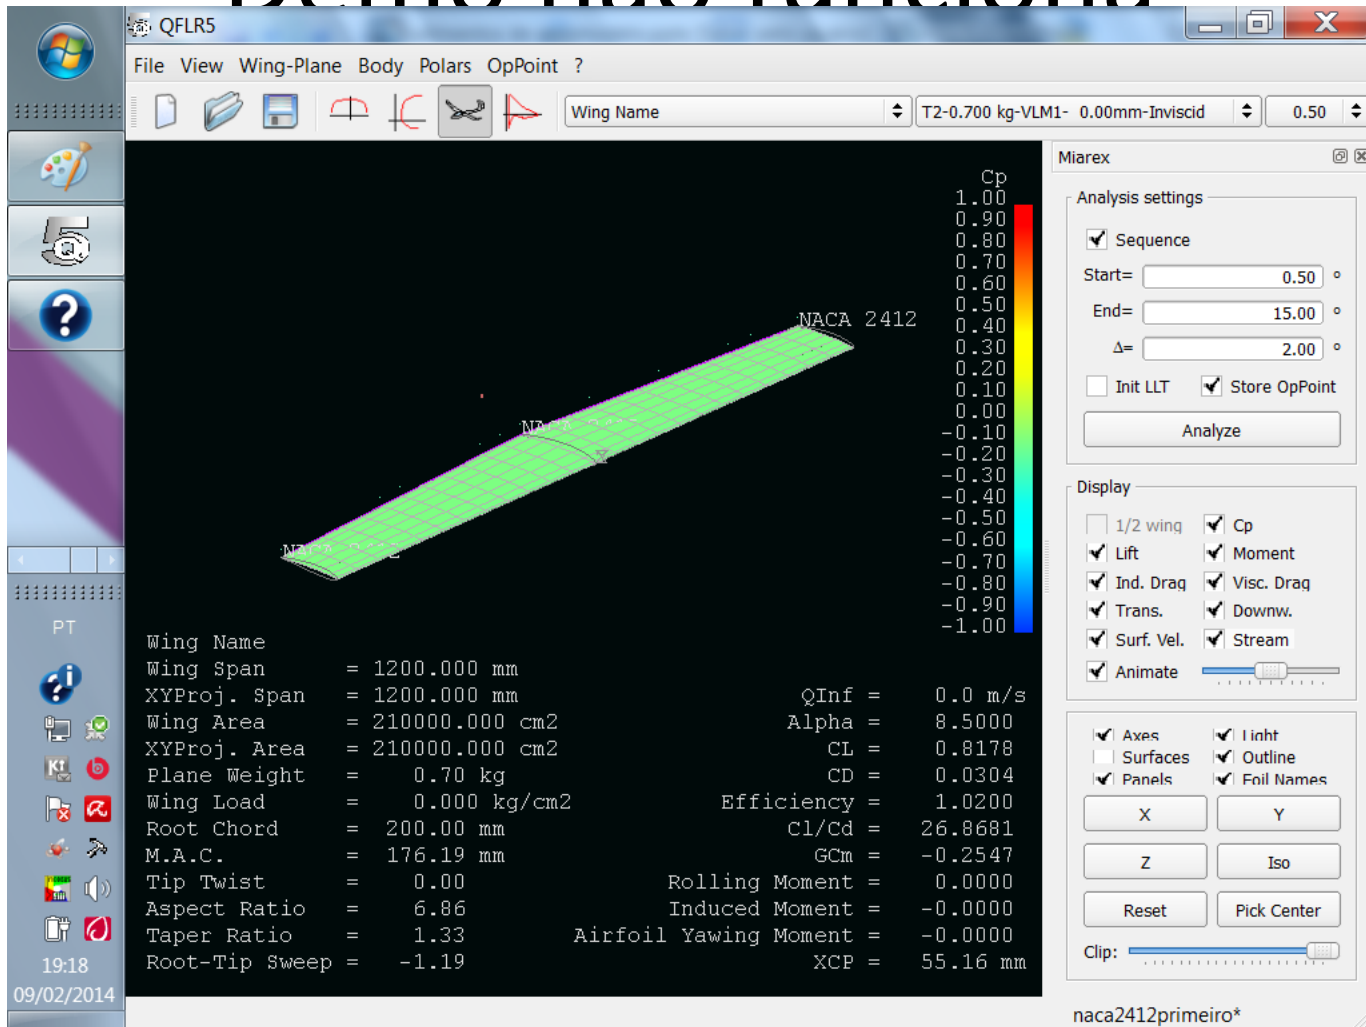 Demo não funciona
QFLR5
File View Wing-Plane Body Polars OpPoint ?
Wing Name
T2-0.700 kg-VLM1- 0.00mm-Inviscid
0.50
Miarex
Analysis settings
Sequence
Start= 0.50 °
End= 15.00 °
Δ= 2.00 °
Init LLT Store OpPoint
Analyze
Display
1/2 wing Cp
Lift Moment
Ind. Drag Visc. Drag
Trans. Downw.
Surf. Vel. Stream
Animate
Axes Light
Surfaces Outline
Panels Foil Names
X Y
Z Iso
Reset Pick Center
Clip:
naca2412primeiro*
Cp
1.00
0.90
0.80
0.70
0.60
0.50
0.40
0.30
0.20
0.10
0.00
-0.10
-0.20
-0.30
-0.40
-0.50
-0.60
-0.70
-0.80
-0.90
-1.00
NACA 2412
Wing Name
Wing Span = 1200.000 mm
XYProj. Span = 1200.000 mm
Wing Area = 210000.000 cm2
XYProj. Area = 210000.000 cm2
Plane Weight = 0.70 kg
Wing Load = 0.000 kg/cm2
Root Chord = 200.00 mm
M.A.C. = 176.19 mm
Tip Twist = 0.00
Aspect Ratio = 6.86
Taper Ratio = 1.33
Root-Tip Sweep = -1.19
QInf = 0.0 m/s
Alpha = 8.5000
CL = 0.8178
CD = 0.0304
Efficiency = 1.0200
Cl/Cd = 26.8681
GCm = -0.2547
Rolling Moment = 0.0000
Induced Moment = -0.0000
Airfoil Yawing Moment = -0.0000
XCP = 55.16 mm
PT
19:18
09/02/2014